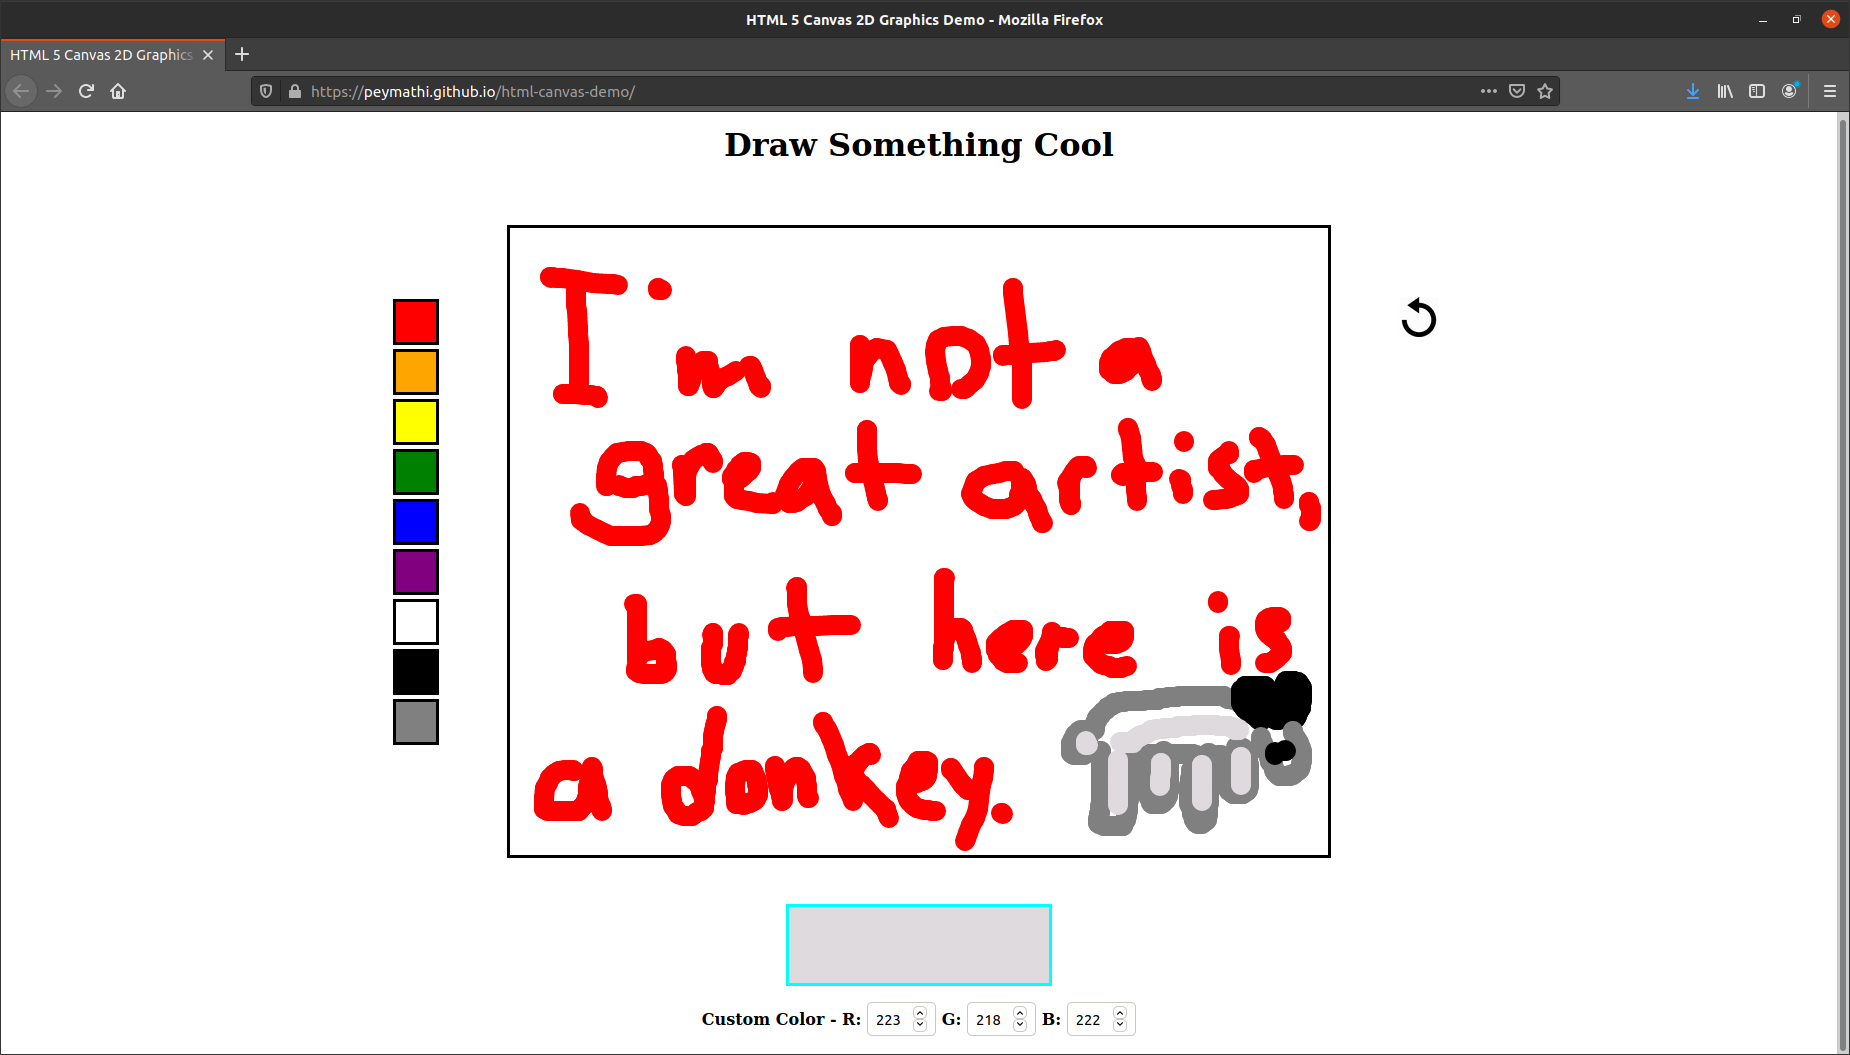 HTML 5 Canvas 2D Graphics Demo - Mozilla Firefox
HTML 5 Canvas 2D Graphics
https://peymathi.github.io/html-canvas-demo/
Draw Something Cool
I'm not a
great artist,
but here is
a donkey.
Custom Color - R: 223 G: 218 B: 222